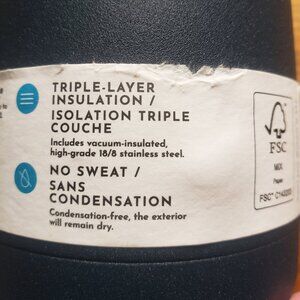 TRIPLE-LAYER
INSULATION /
ISOLATION TRIPLE
COUCHE
Includes vacuum-insulated,
high-grade 18/8 stainless steel.
NO SWEAT /
SANS
CONDENSATION
Condensation-free, the exterior
will remain dry.
FSC
MIX
Paper